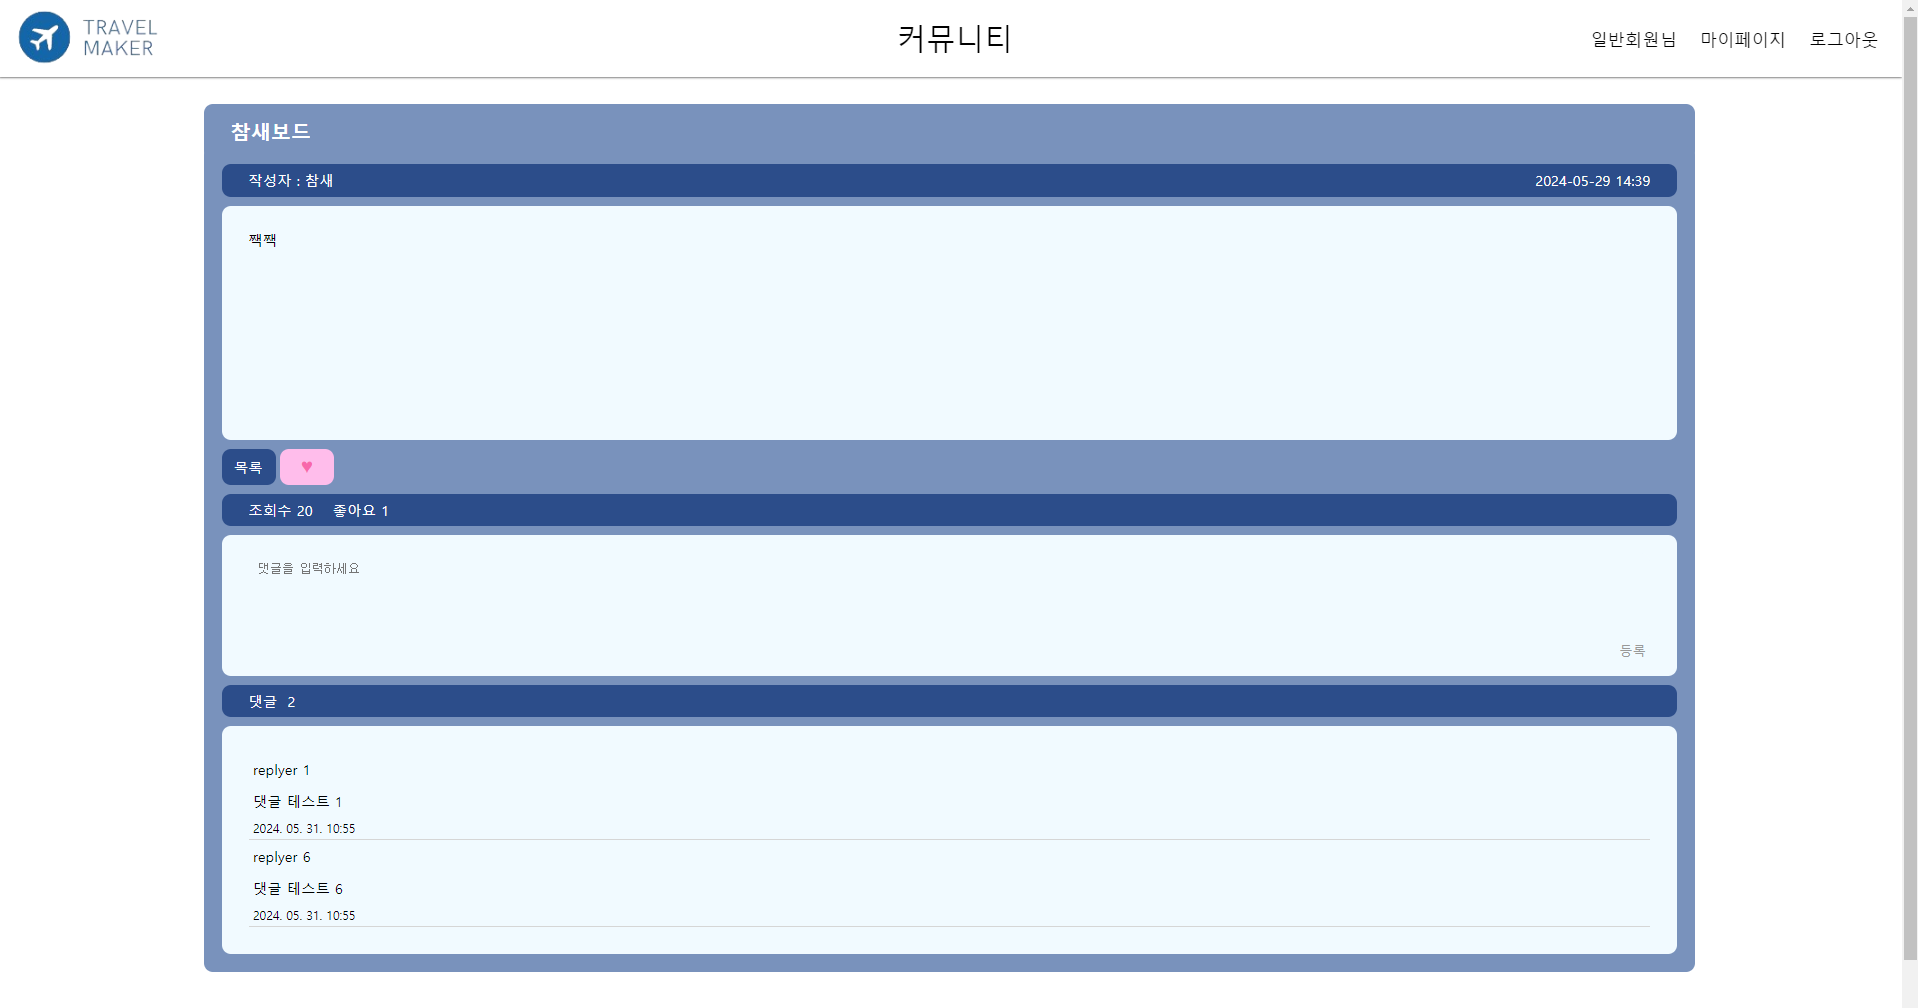 TRAVEL
MAKER
커뮤니티
일반회원님 마이페이지 로그아웃
참새보드
작성자 : 참새 2024-05-29 14:39
짹짹
목록 ♥
조회수 20 좋아요 1
댓글을 입력하세요
등록
댓글 2
replyer 1
댓글 테스트 1
2024. 05. 31. 10:55
replyer 6
댓글 테스트 6
2024. 05. 31. 10:55